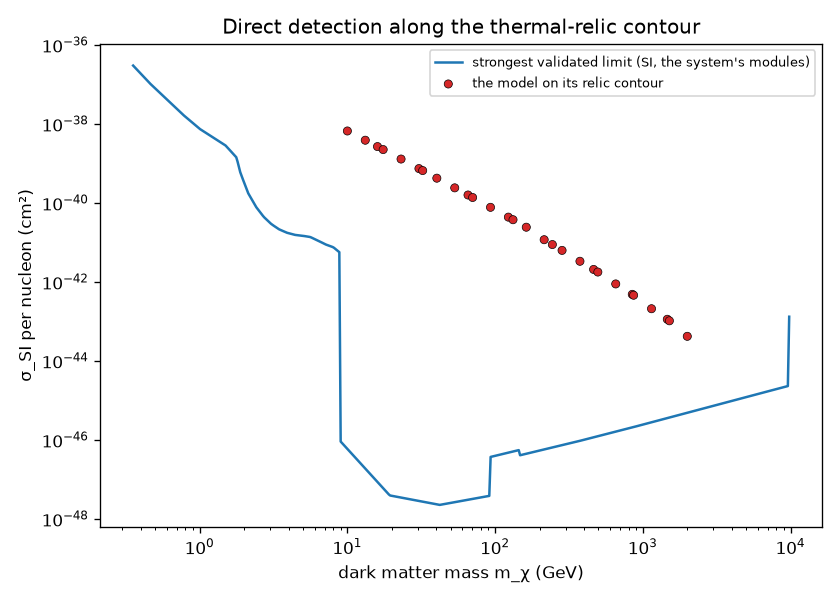 Direct detection along the thermal-relic contour
strongest validated limit (SI, the system's modules)
the model on its relic contour
σ_SI per nucleon (cm²)
10⁻³⁶
10⁻³⁸
10⁻⁴⁰
10⁻⁴²
10⁻⁴⁴
10⁻⁴⁶
10⁻⁴⁸
10⁰
10¹
10²
10³
10⁴
dark matter mass m_χ (GeV)